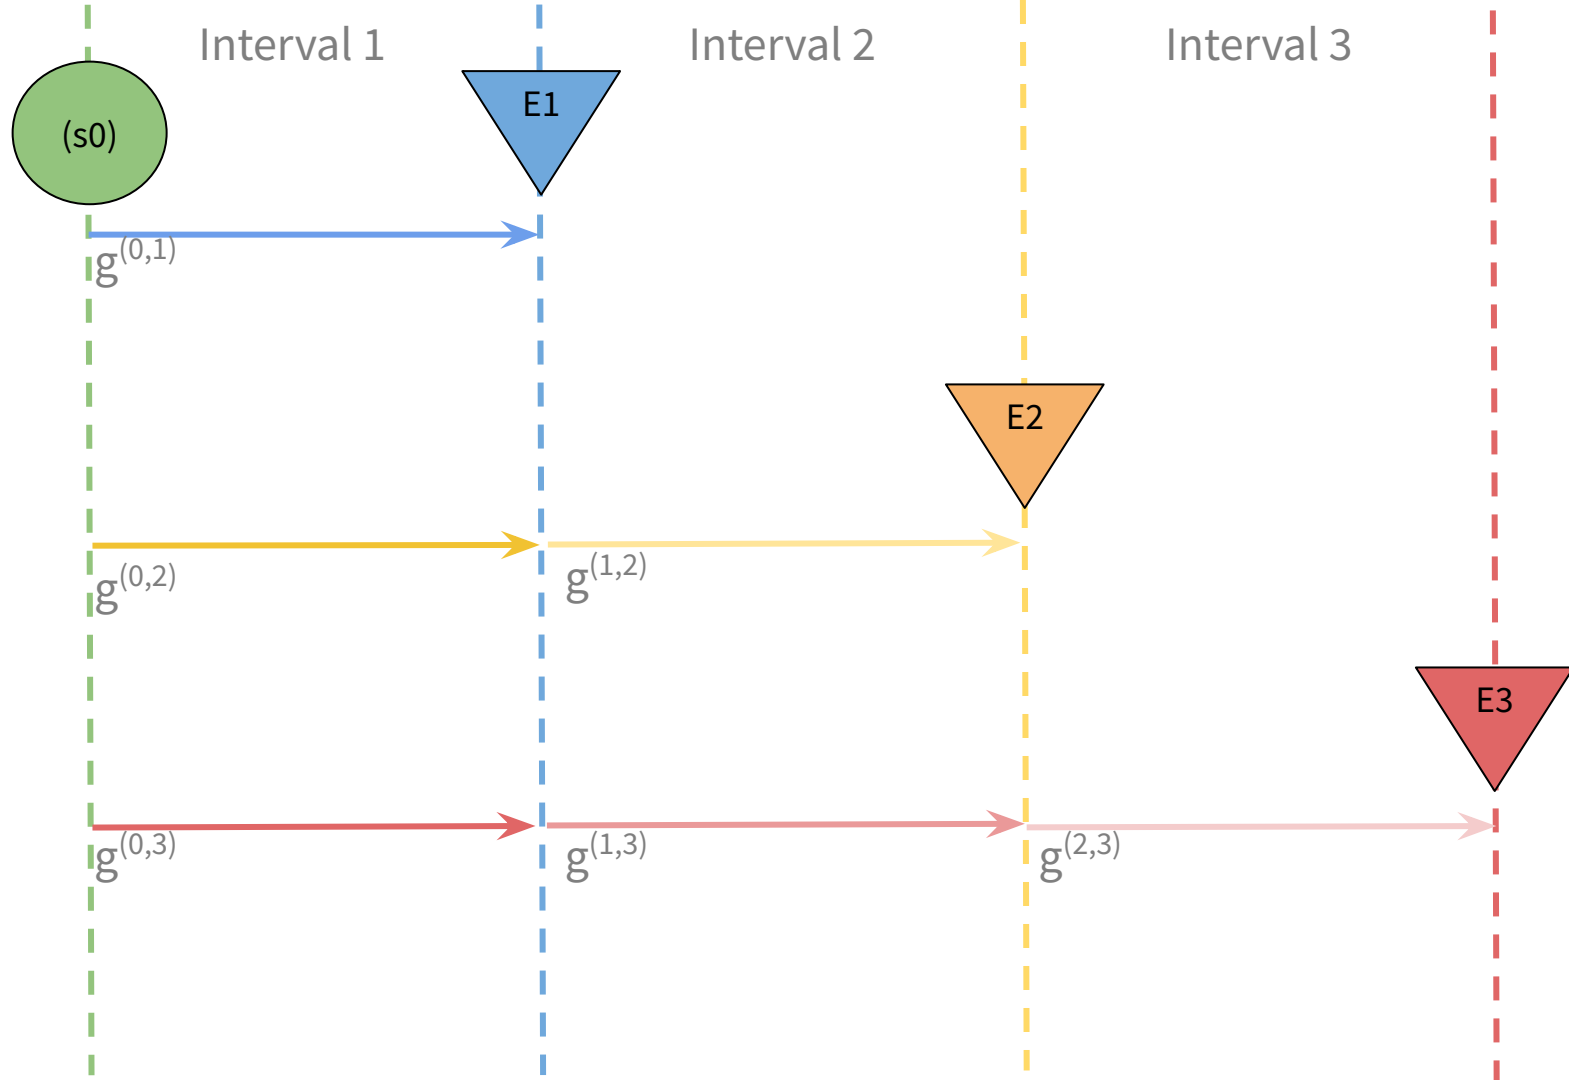 Interval 1
Interval 2
Interval 3
(s0)
E1
g(0,1)
E2
g(0,2)
g(1,2)
E3
g(0,3)
g(1,3)
g(2,3)